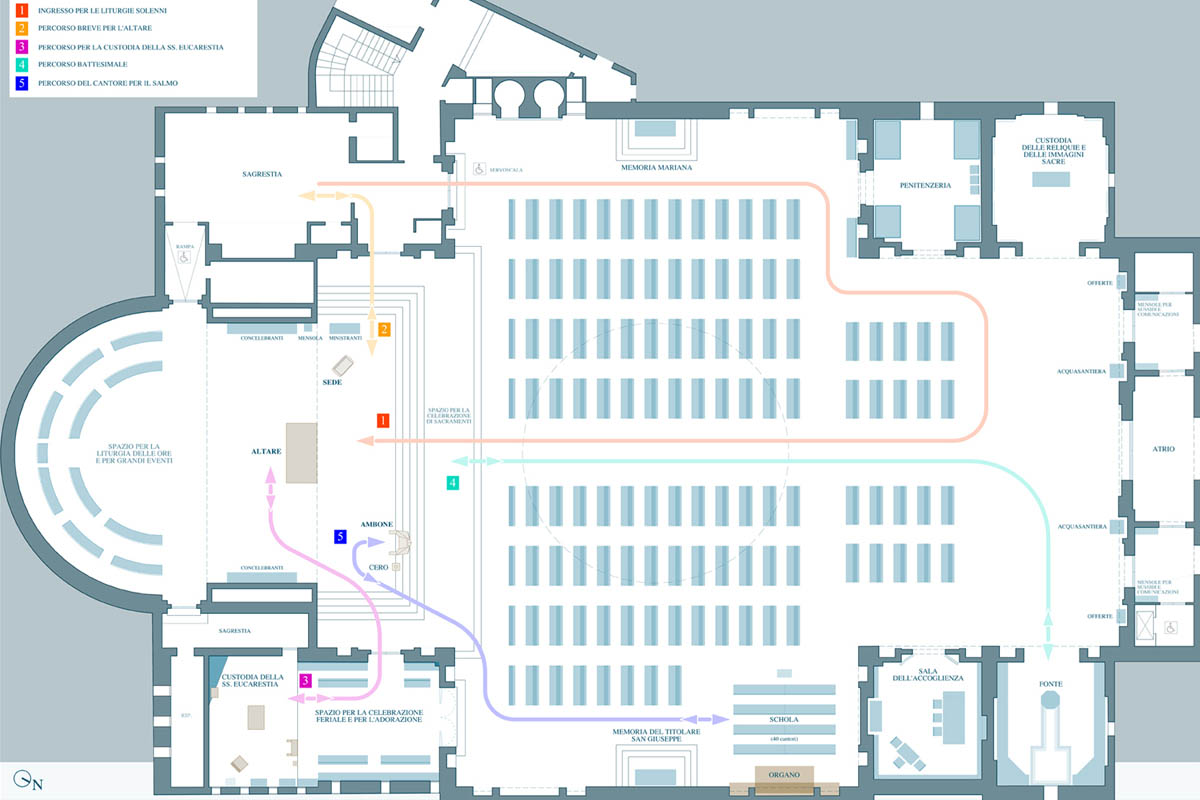 1 INGRESSO PER LE LITURGIE SOLENNI
2 PERCORSO BREVE PER L'ALTARE
3 PERCORSO PER LA CUSTODIA DELLA SS. EUCARESTIA
4 PERCORSO BATTESIMALE
5 PERCORSO DEL CANTORE PER IL SALMO
SAGRESTIA
SERVOSCALA
MEMORIA MARIANA
PENITENZERIA
CUSTODIA
DELLE RELIQUIE E
DELLE IMMAGINI
SACRE
RAMPA
OFFERTE
MENSOLE PER
SUSSIDI E
COMUNICAZIONI
CONCELEBRANTI
MENSOLA
MINISTRANTI
2
SEDE
ACQUASANTIERA
1
SPAZIO PER LA
CELEBRAZIONE
DI SACRAMENTI
SPAZIO PER LA
LITURGIA DELLE ORE
E PER GRANDI EVENTI
ALTARE
ATRIO
4
AMBONE
5
ACQUASANTIERA
CERO
CONCELEBRANTI
MENSOLE PER
SUSSIDI E
COMUNICAZIONI
OFFERTE
SAGRESTIA
CUSTODIA DELLA
SS. EUCARESTIA
3
SPAZIO PER LA CELEBRAZIONE
FERIALE E PER L'ADORAZIONE
SALA
DELL'ACCOGLIENZA
FONTE
MEMORIA DEL TITOLARE
SAN GIUSEPPE
SCHOLA
(40 cantori)
ORGANO
N